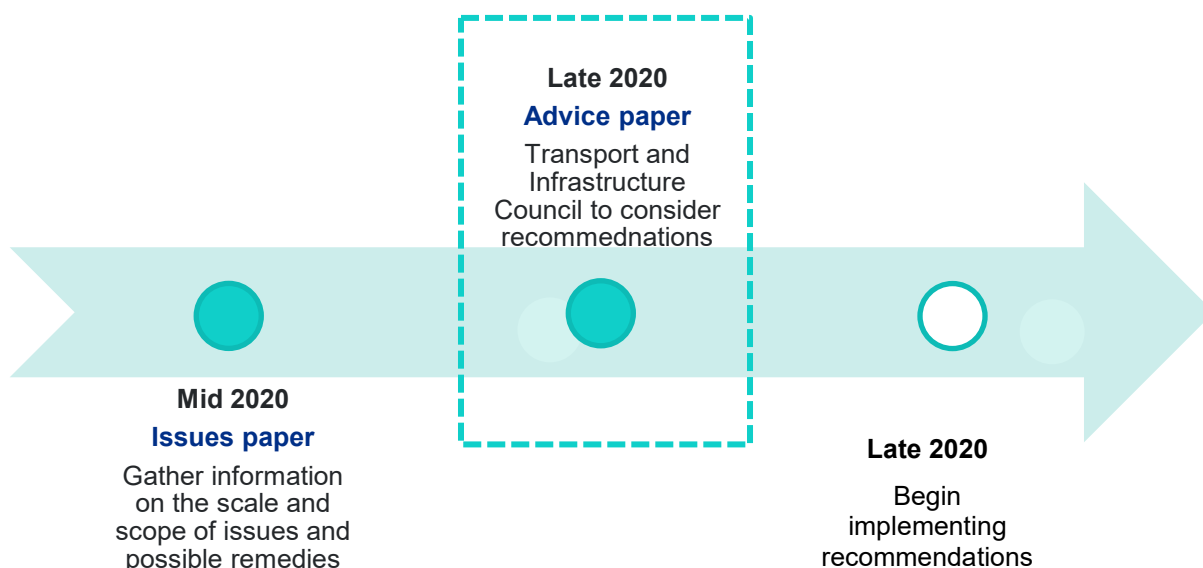 Late 2020
Advice paper
Transport and
Infrastructure
Council to consider
recommednations
Mid 2020
Issues paper
Gather information
on the scale and
scope of issues and
possible remedies
Late 2020
Begin
implementing
recommendations